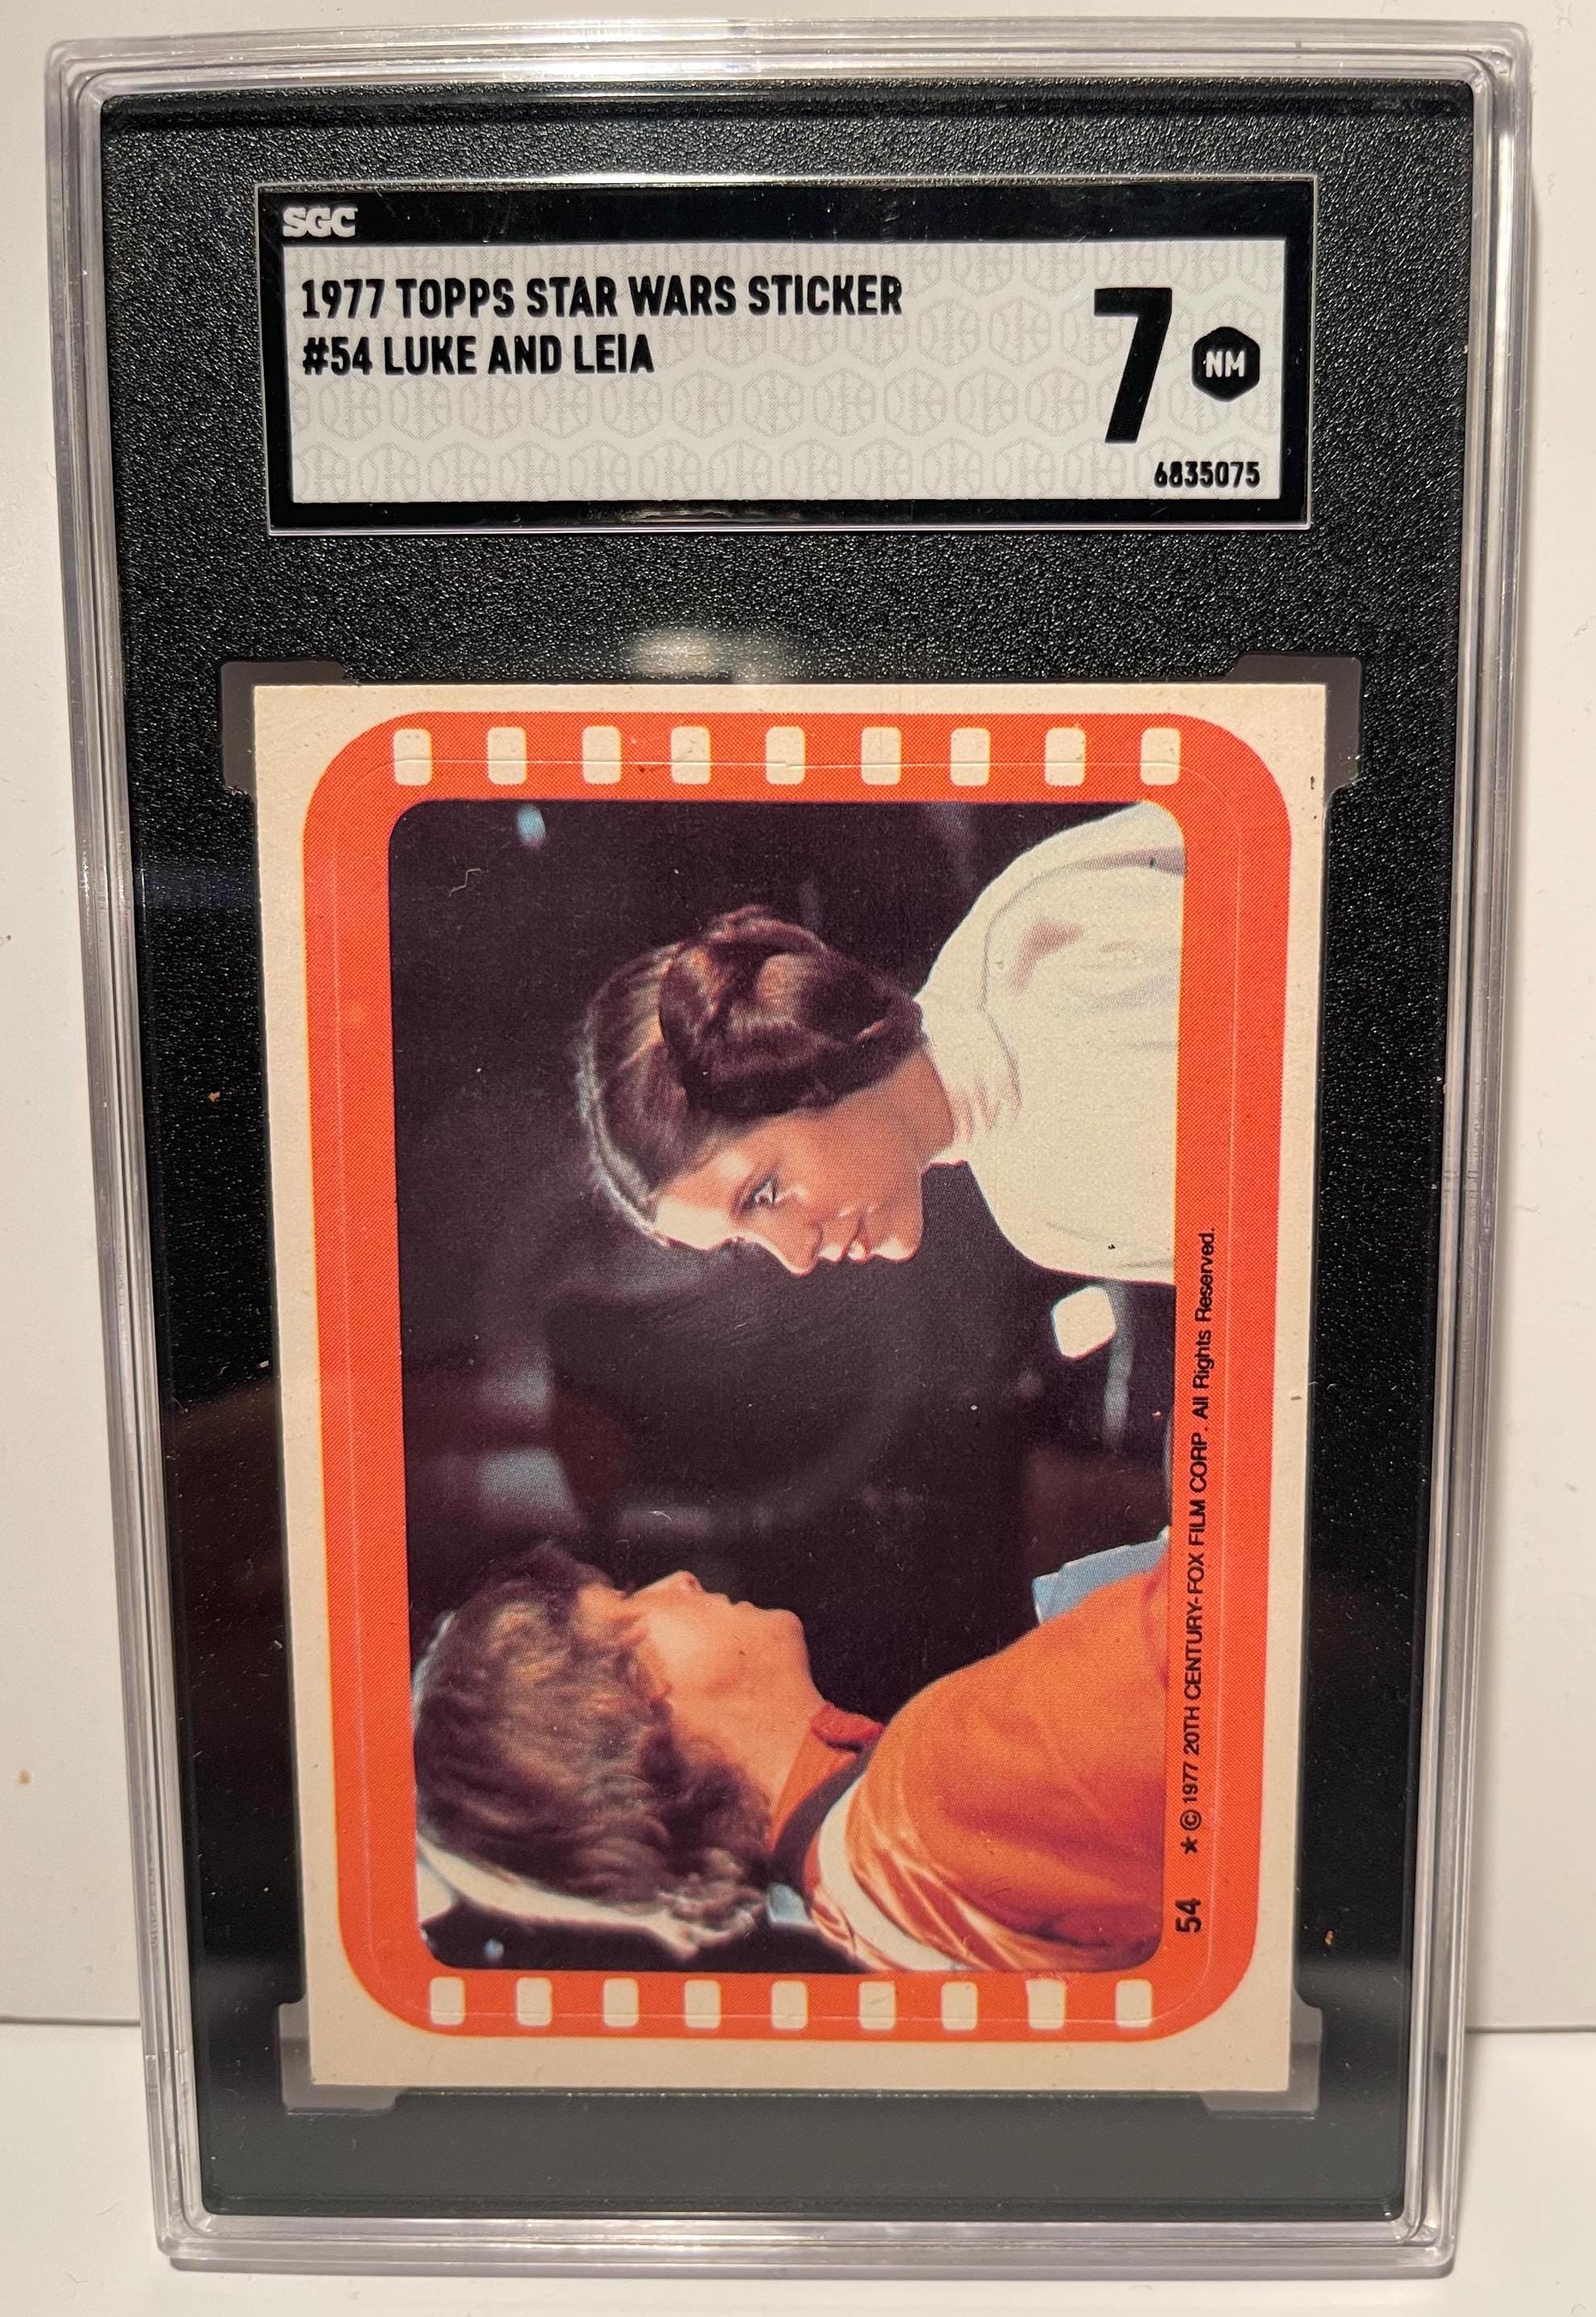 SGC
1977 TOPPS STAR WARS STICKER
#54 LUKE AND LEIA
7 NM
6835075
54 ★ © 1977 20TH CENTURY-FOX FILM CORP. All Rights Reserved.